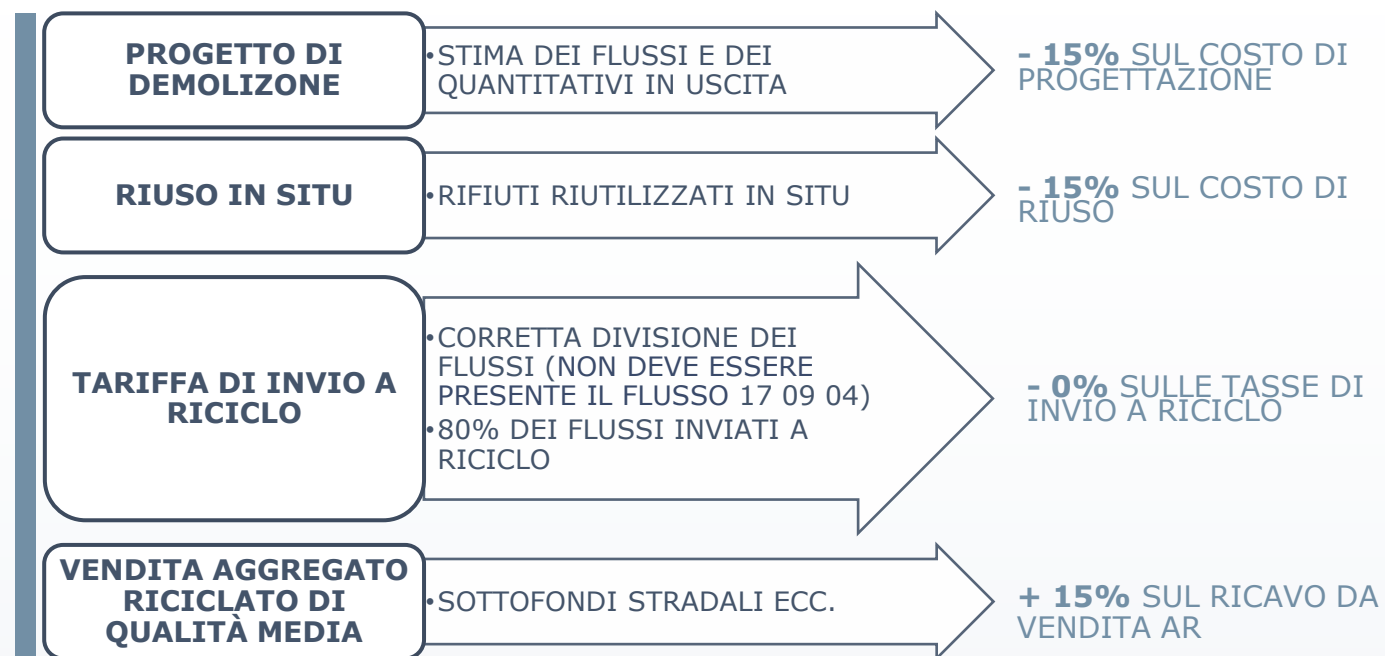 PROGETTO DI
DEMOLIZONE
•STIMA DEI FLUSSI E DEI
QUANTITATIVI IN USCITA
- 15% SUL COSTO DI
PROGETTAZIONE
RIUSO IN SITU
•RIFIUTI RIUTILIZZATI IN SITU
- 15% SUL COSTO DI
RIUSO
TARIFFA DI INVIO A
RICICLO
•CORRETTA DIVISIONE DEI
FLUSSI (NON DEVE ESSERE
PRESENTE IL FLUSSO 17 09 04)
•80% DEI FLUSSI INVIATI A
RICICLO
- 0% SULLE TASSE DI
INVIO A RICICLO
VENDITA AGGREGATO
RICICLATO DI
QUALITÀ MEDIA
•SOTTOFONDI STRADALI ECC.
+ 15% SUL RICAVO DA
VENDITA AR